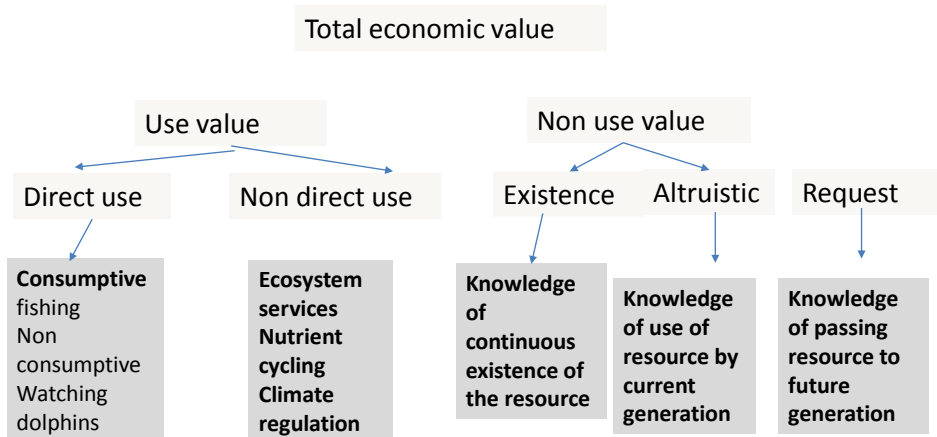 Total economic value
Use value
Non use value
Direct use
Non direct use
Existence
Altruistic
Request
Consumptive
fishing
Non
consumptive
Watching
dolphins
Ecosystem
services
Nutrient
cycling
Climate
regulation
Knowledge
of
continuous
existence of
the resource
Knowledge
of use of
resource by
current
generation
Knowledge
of passing
resource to
future
generation